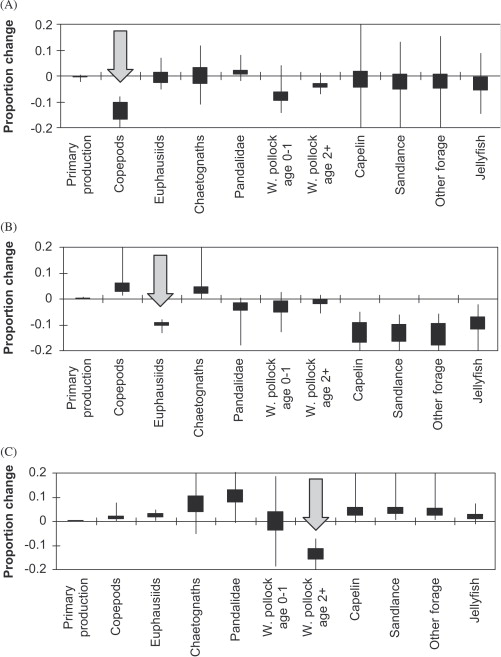 (A)
Proportion change
0.2
0.1
0
-0.1
-0.2
Primary
production
Copepods
Euphausiids
Chaetognaths
Pandalidae
W. pollock
age 0-1
W. pollock
age 2+
Capelin
Sandlance
Other forage
Jellyfish
(B)
Proportion change
0.2
0.1
0
-0.1
-0.2
Primary
production
Copepods
Euphausiids
Chaetognaths
Pandalidae
W. pollock
age 0-1
W. pollock
age 2+
Capelin
Sandlance
Other forage
Jellyfish
(C)
Proportion change
0.2
0.1
0
-0.1
-0.2
Primary
production
Copepods
Euphausiids
Chaetognaths
Pandalidae
W. pollock
age 0-1
W. pollock
age 2+
Capelin
Sandlance
Other forage
Jellyfish